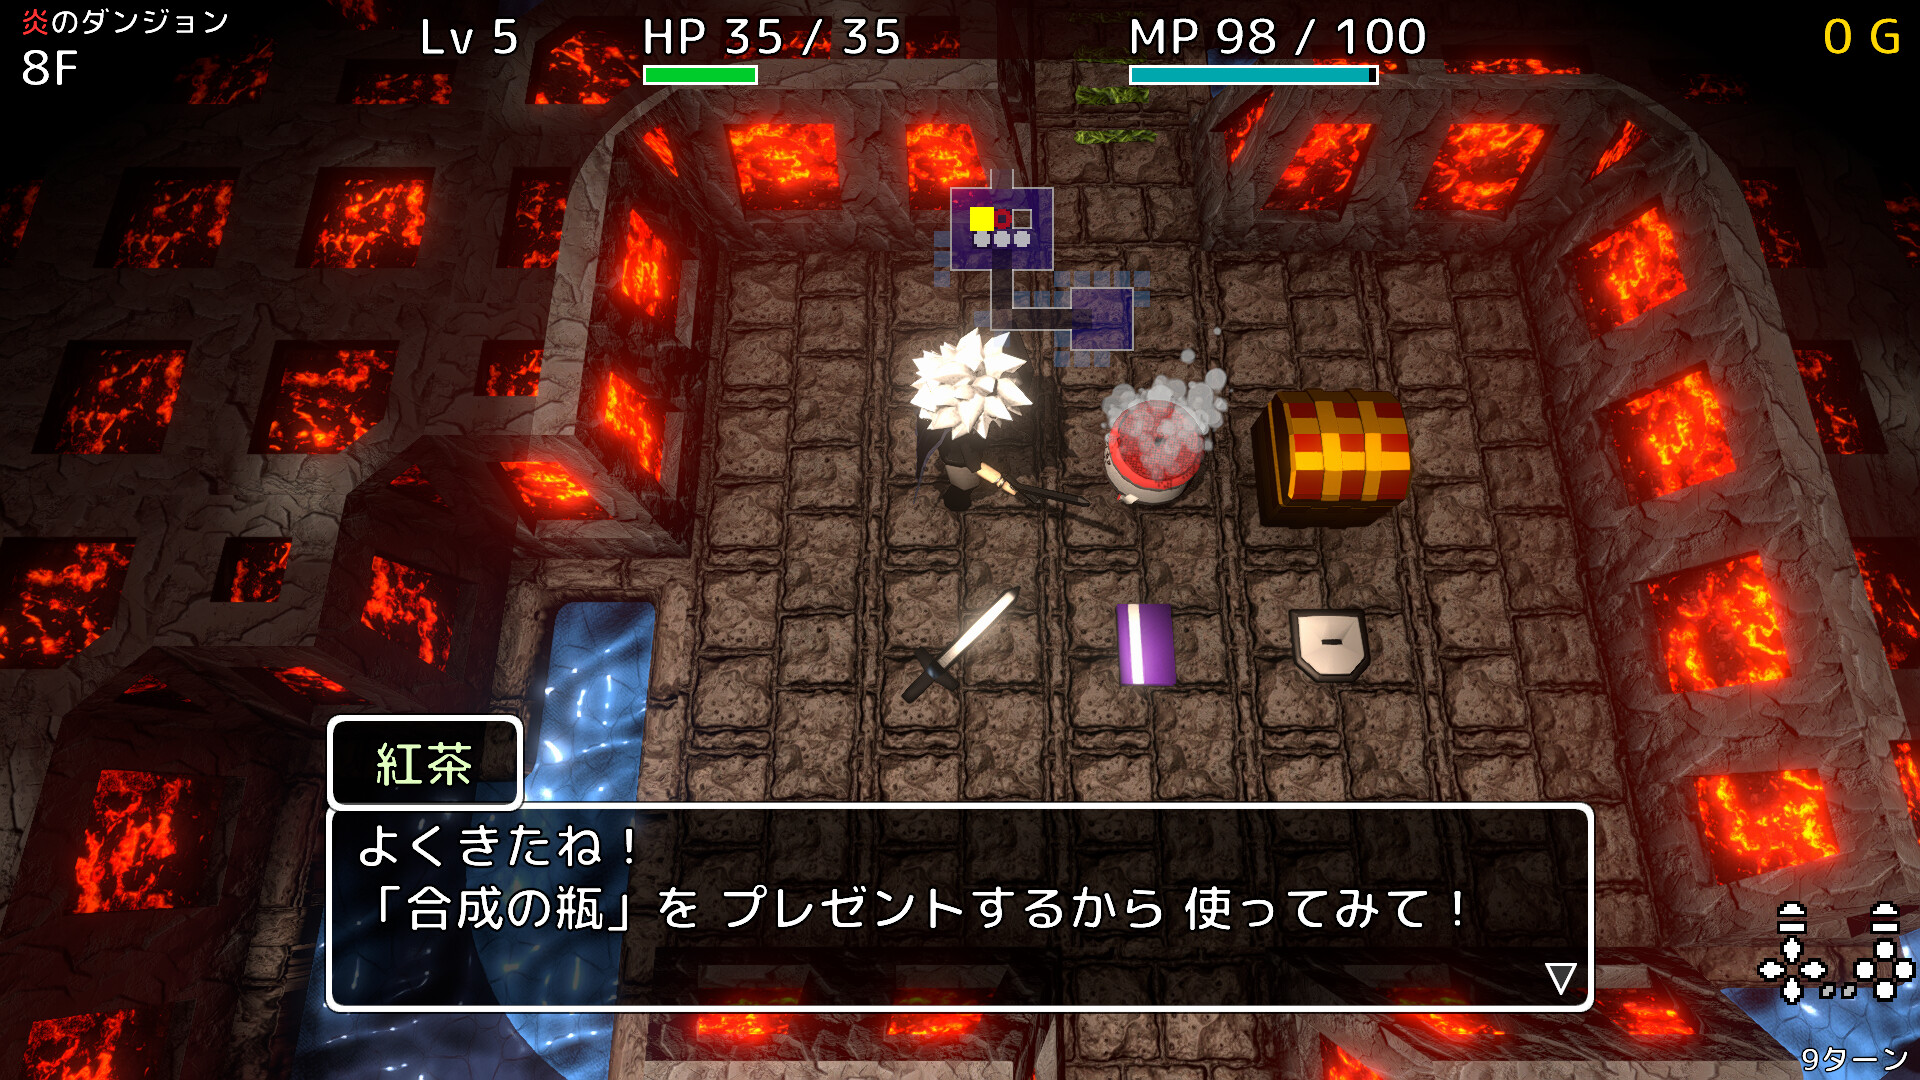 炎のダンジョン
8F
Lv 5
HP 35 / 35
MP 98 / 100
0 G
紅茶
よくきたね！
「合成の瓶」を プレゼントするから 使ってみて！
9ターン